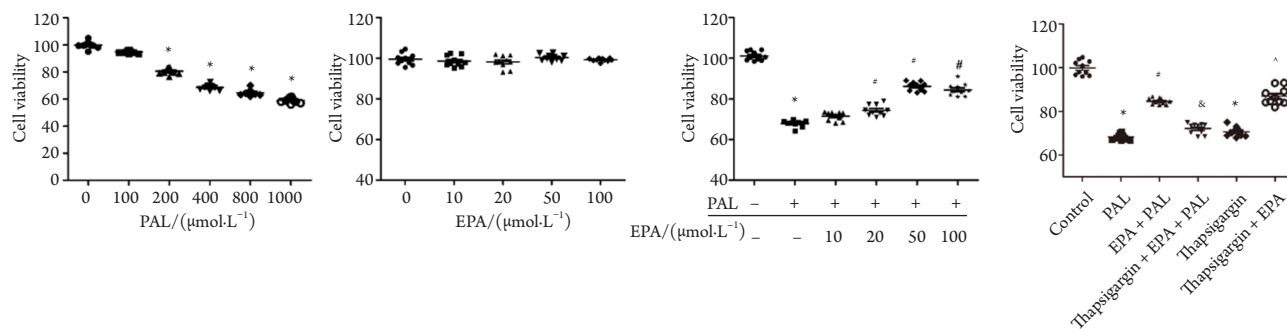 120
100
80
60
40
20
0
Cell viability
*
*
*
*
0 100 200 400 800 1000
PAL/(μmol·L⁻¹)
120
100
80
60
40
Cell viability
0 10 20 50 100
EPA/(μmol·L⁻¹)
120
100
80
60
40
Cell viability
*
#
#
#
PAL – + + + + +
EPA/(μmol·L⁻¹) – – 10 20 50 100
120
100
80
60
Cell viability
*
#
&
*
^
Control
PAL
EPA + PAL
Thapsigargin + EPA + PAL
Thapsigargin
Thapsigargin + EPA